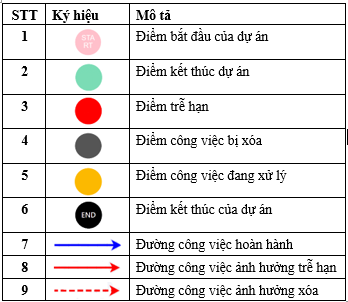 STT Ký hiệu Mô tả
1 STA RT Điểm bắt đầu của dự án
2 Điểm kết thúc dự án
3 Điểm trễ hạn
4 Điểm công việc bị xóa
5 Điểm công việc đang xử lý
6 END Điểm kết thúc của dự án
7 Đường công việc hoàn hành
8 Đường công việc ảnh hưởng trễ hạn
9 Đường công việc ảnh hưởng xóa